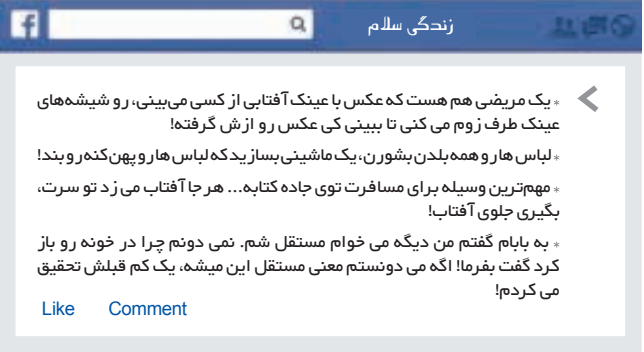 زندگی سلام
* یک مریضی هم هست که عکس با عینک آفتابی از کسی می‌بینی، رو شیشه‌های
عینک طرف زوم می کنی تا ببینی کی عکس رو ازش گرفته!
* لباس ها رو همه بلدن بشورن، یک ماشینی بسازید که لباس ها رو پهن کنه رو بند!
* مهم‌ترین وسیله برای مسافرت توی جاده کتابه... هر جا آفتاب می زد تو سرت،
بگیری جلوی آفتاب!
* به بابام گفتم من دیگه می خوام مستقل شم. نمی دونم چرا در خونه رو باز
کرد گفت بفرما! اگه می دونستم معنی مستقل این میشه، یک کم قبلش تحقیق
می کردم!
Like Comment